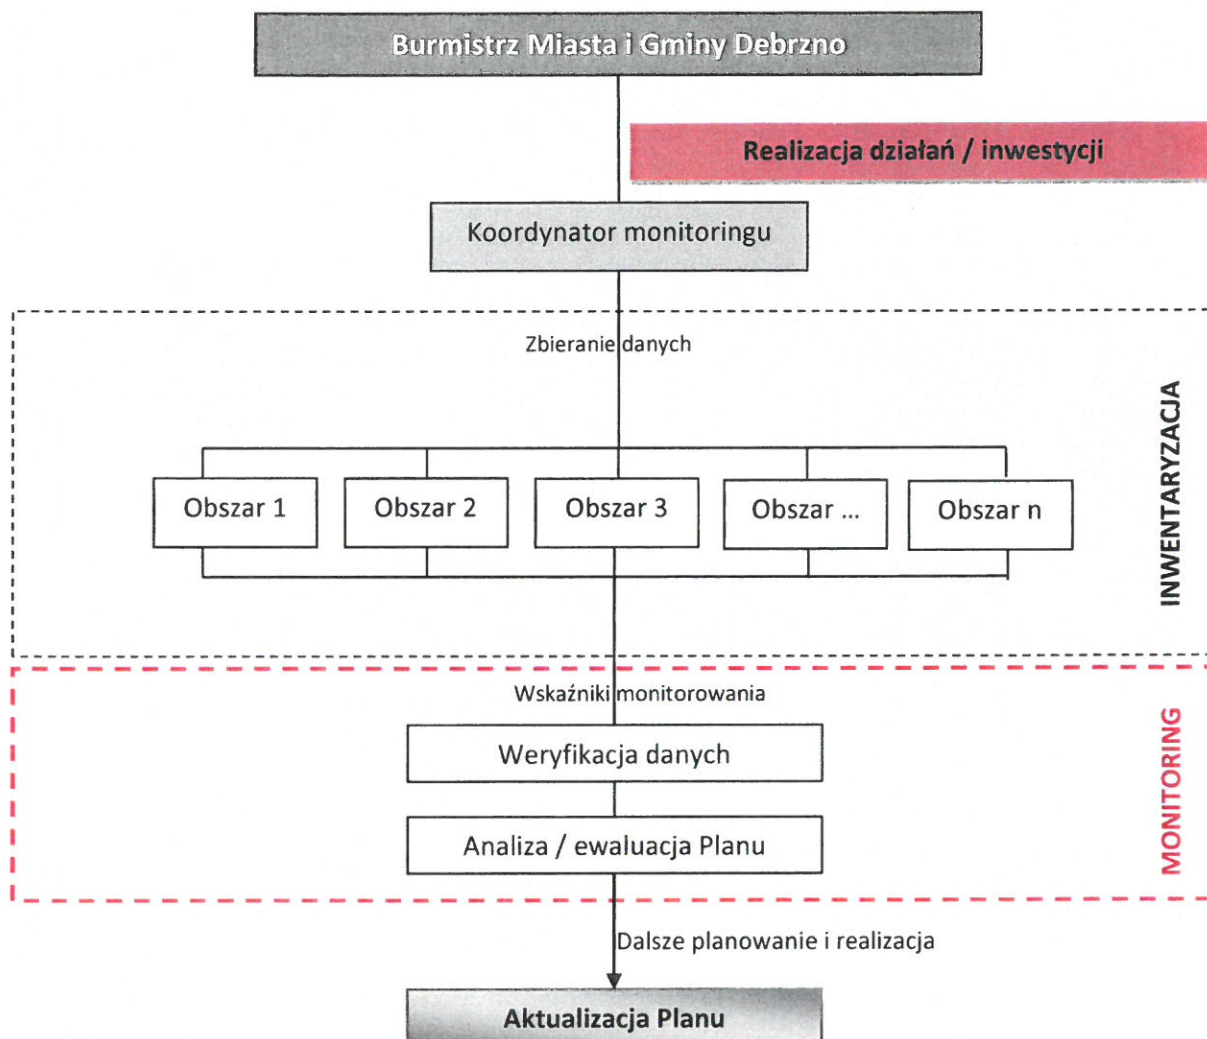 Burmistrz Miasta i Gminy Debrzno
Realizacja działań / inwestycji
Koordynator monitoringu
Zbieranie danych
INWENTARYZACJA
Obszar 1
Obszar 2
Obszar 3
Obszar ...
Obszar n
Wskaźniki monitorowania
MONITORING
Weryfikacja danych
Analiza / ewaluacja Planu
Dalsze planowanie i realizacja
Aktualizacja Planu